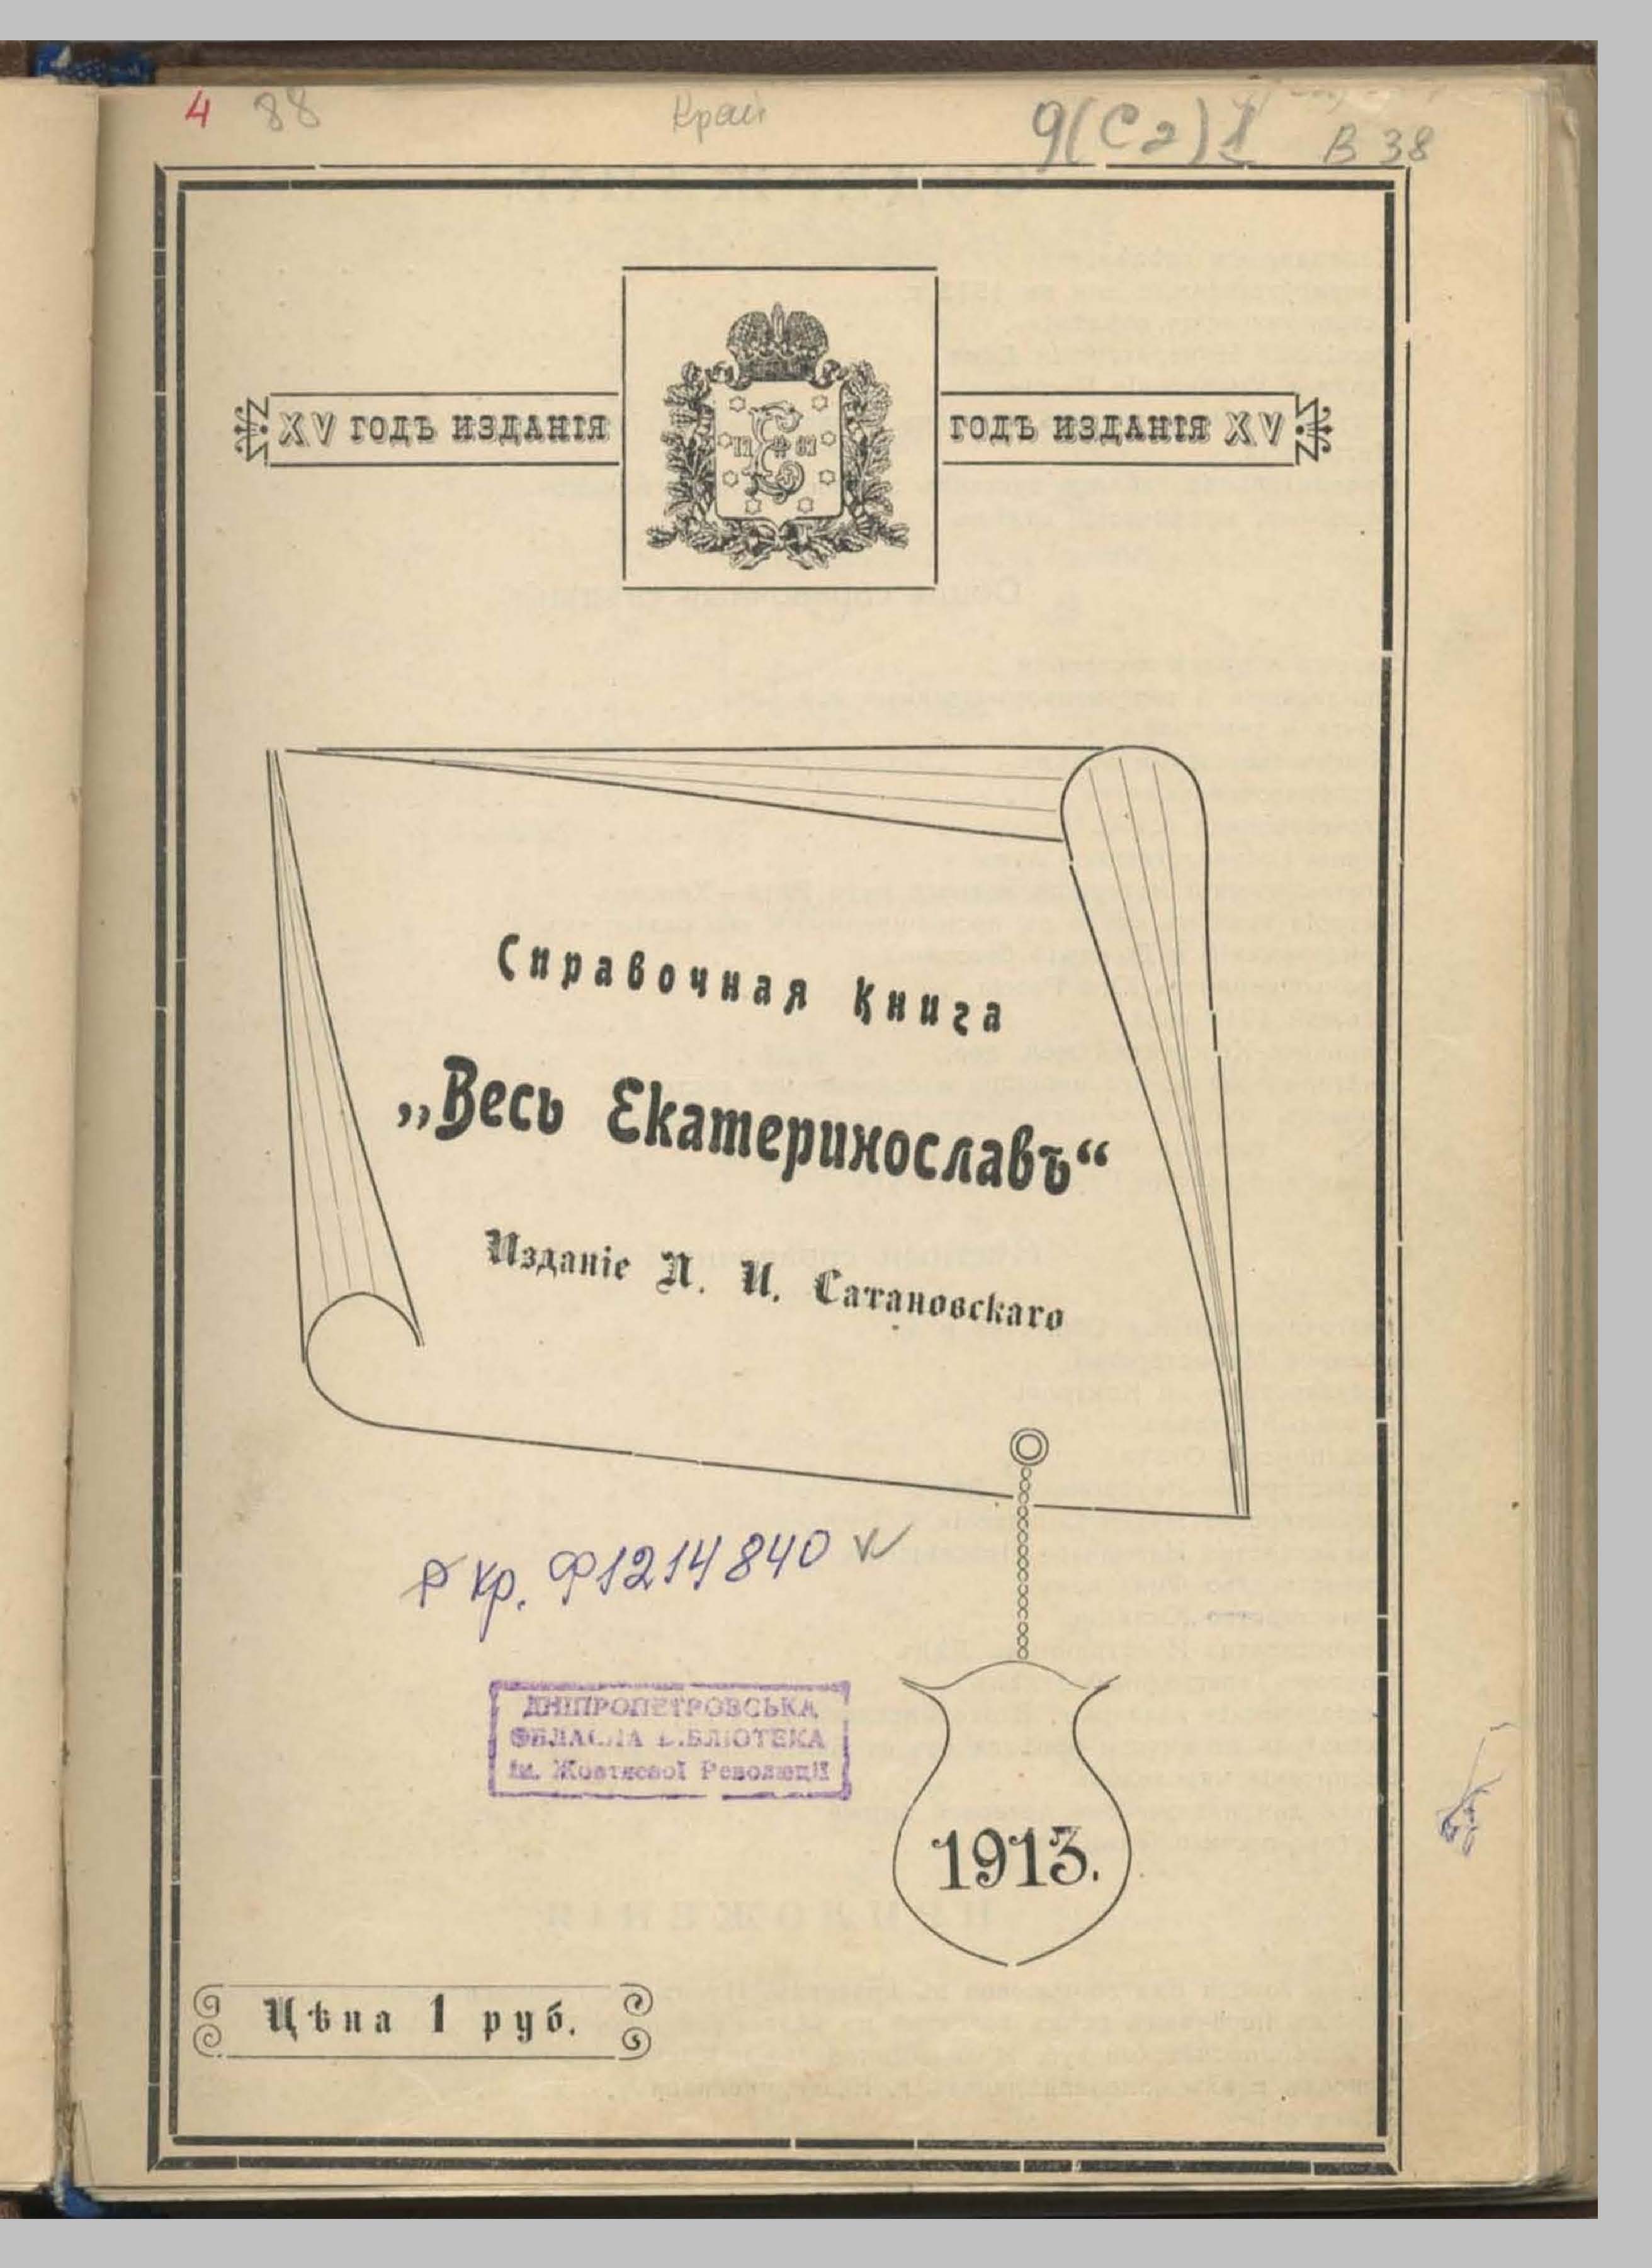 4 88 Край 9(С2)1 В 38
XV ГОДЪ ИЗДАНІЯ
ГОДЪ ИЗДАНІЯ XV
Справочная Книга
„Весь Екатеринославъ“
Изданіе Л. И. Сатановскаго
кр. Ф1214840
ДНІПРОПЕТРОВСЬКА
ОБЛАСНА БІБЛІОТЕКА
ім. Жовтневої Революції
1913.
Цѣна 1 руб.